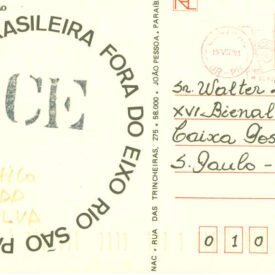 BRASILEIRA FORA DO EIXO RIO SÃO PA
CE
NAC · RUA DAS TRINCHEIRAS, 275 · 58.000 · JOÃO PESSOA · PARAÍB
Sr. Walter
XVI-Bienal
Caixa Pos
S. Paulo -
0 1 0